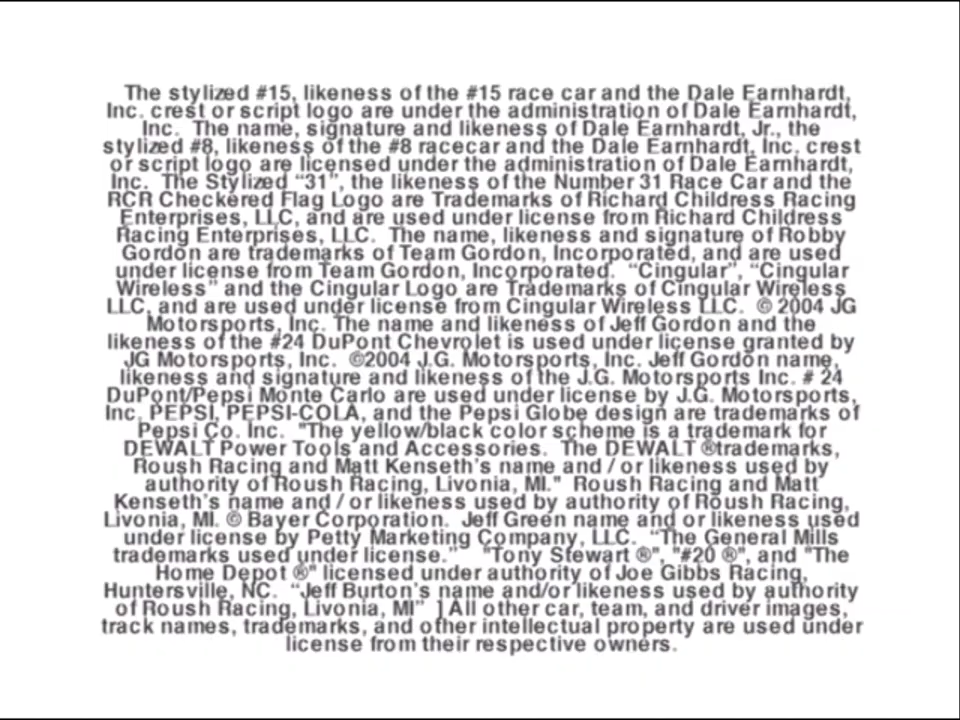 The stylized #15, likeness of the #15 race car and the Dale Earnhardt,
Inc. crest or script logo are under the administration of Dale Earnhardt,
Inc. The name, signature and likeness of Dale Earnhardt, Jr., the
stylized #8, likeness of the #8 racecar and the Dale Earnhardt, Inc. crest
or script logo are licensed under the administration of Dale Earnhardt,
Inc. The Stylized “31”, the likeness of the Number 31 Race Car and the
RCR Checkered Flag Logo are Trademarks of Richard Childress Racing
Enterprises, LLC, and are used under license from Richard Childress
Racing Enterprises, LLC. The name, likeness and signature of Robby
Gordon are trademarks of Team Gordon, Incorporated, and are used
under license from Team Gordon, Incorporated. “Cingular”, “Cingular
Wireless” and the Cingular Logo are Trademarks of Cingular Wireless
LLC, and are used under license from Cingular Wireless LLC. © 2004 JG
Motorsports, Inc. The name and likeness of Jeff Gordon and the
likeness of the #24 DuPont Chevrolet is used under license granted by
JG Motorsports, Inc. ©2004 J.G. Motorsports, Inc. Jeff Gordon name,
likeness and signature and likeness of the J.G. Motorsports Inc. # 24
DuPont/Pepsi Monte Carlo are used under license by J.G. Motorsports,
Inc. PEPSI, PEPSI-COLA, and the Pepsi Globe design are trademarks of
Pepsi Co. Inc. "The yellow/black color scheme is a trademark for
DEWALT Power Tools and Accessories. The DEWALT ®trademarks,
Roush Racing and Matt Kenseth’s name and / or likeness used by
authority of Roush Racing, Livonia, MI." Roush Racing and Matt
Kenseth’s name and / or likeness used by authority of Roush Racing,
Livonia, MI. © Bayer Corporation. Jeff Green name and or likeness used
under license by Petty Marketing Company, LLC. “The General Mills
trademarks used under license.” "Tony Stewart ®", "#20 ®", and "The
Home Depot ®" licensed under authority of Joe Gibbs Racing,
Huntersville, NC. “Jeff Burton’s name and/or likeness used by authority
of Roush Racing, Livonia, MI” ] All other car, team, and driver images,
track names, trademarks, and other intellectual property are used under
license from their respective owners.